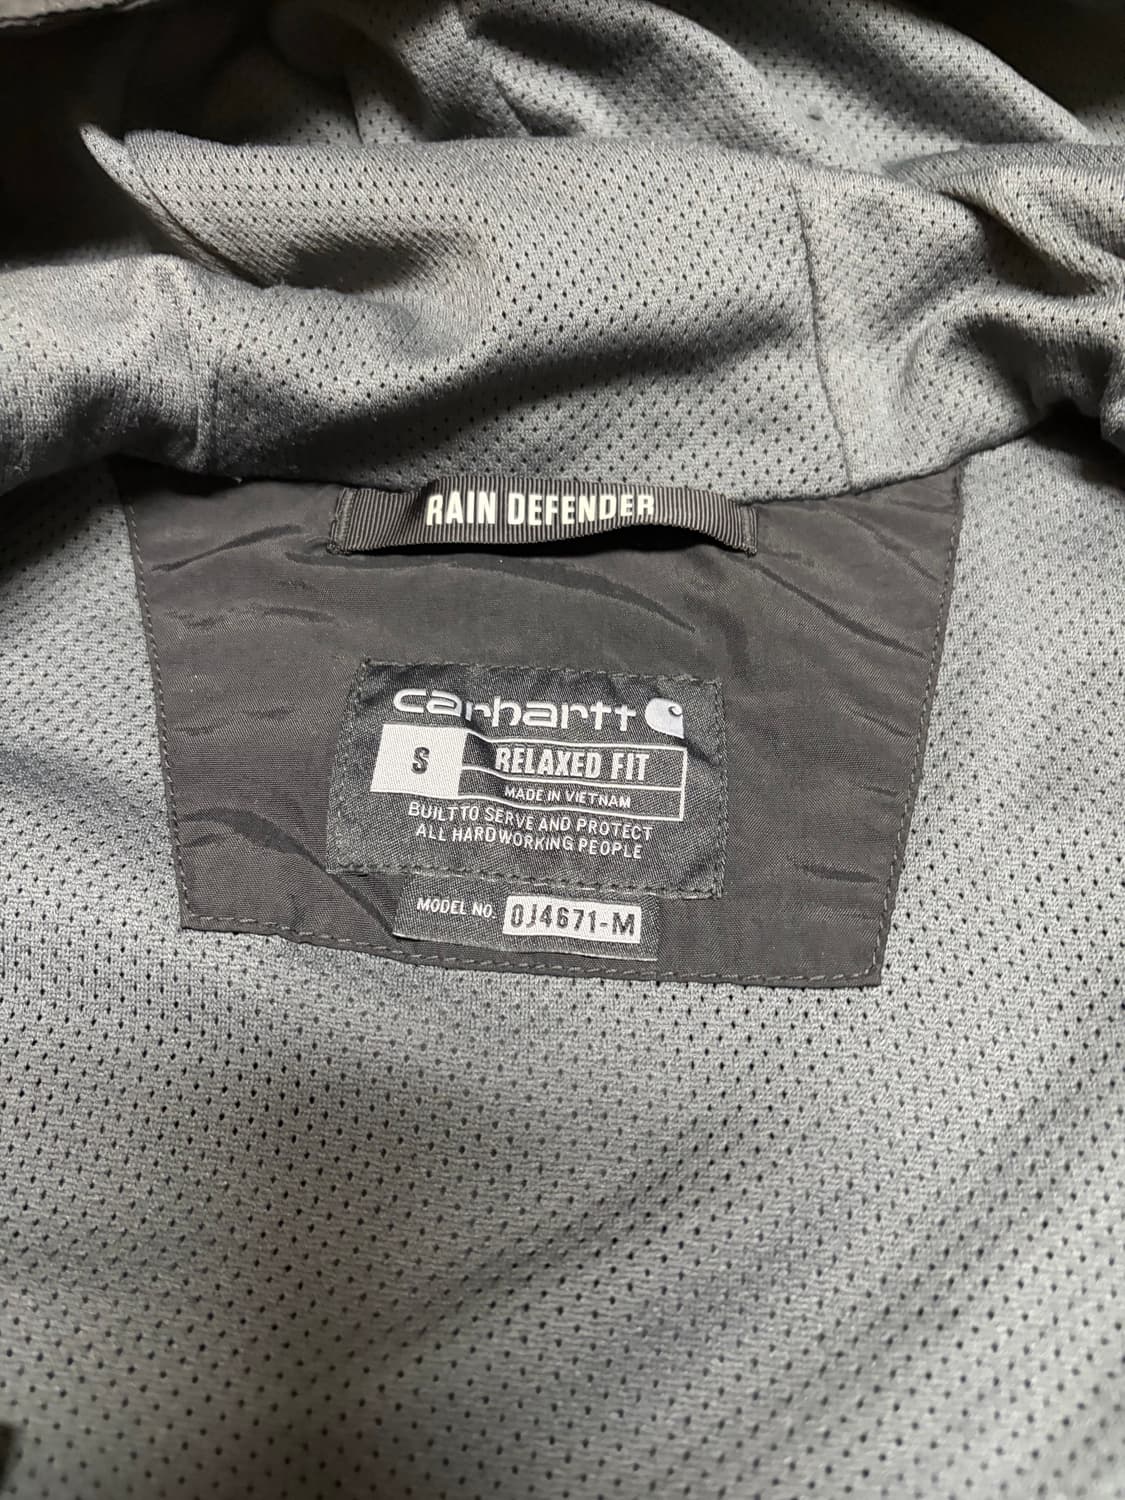 RAIN DEFENDER
carhartt
S
RELAXED FIT
MADE IN VIETNAM
BUILT TO SERVE AND PROTECT
ALL HARDWORKING PEOPLE
MODEL NO. OJ4671-M